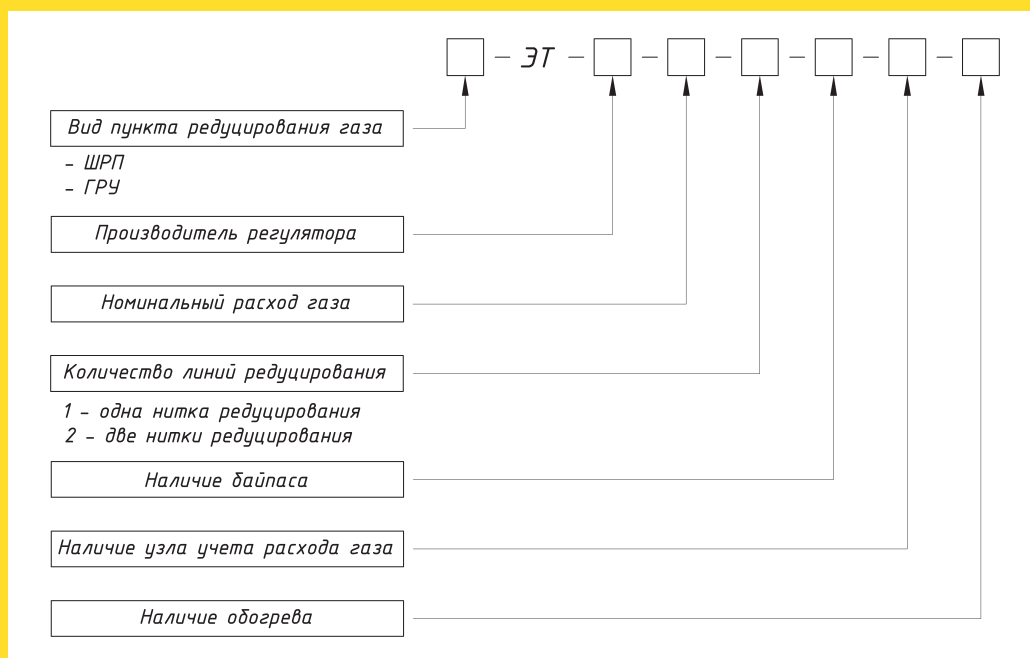 – ЭТ – – – – –
Вид пункта редуцирования газа
– ШРП
– ГРУ
Производитель регулятора
Номинальный расход газа
Количество линий редуцирования
1 – одна нитка редуцирования
2 – две нитки редуцирования
Наличие байпаса
Наличие узла учета расхода газа
Наличие обогрева